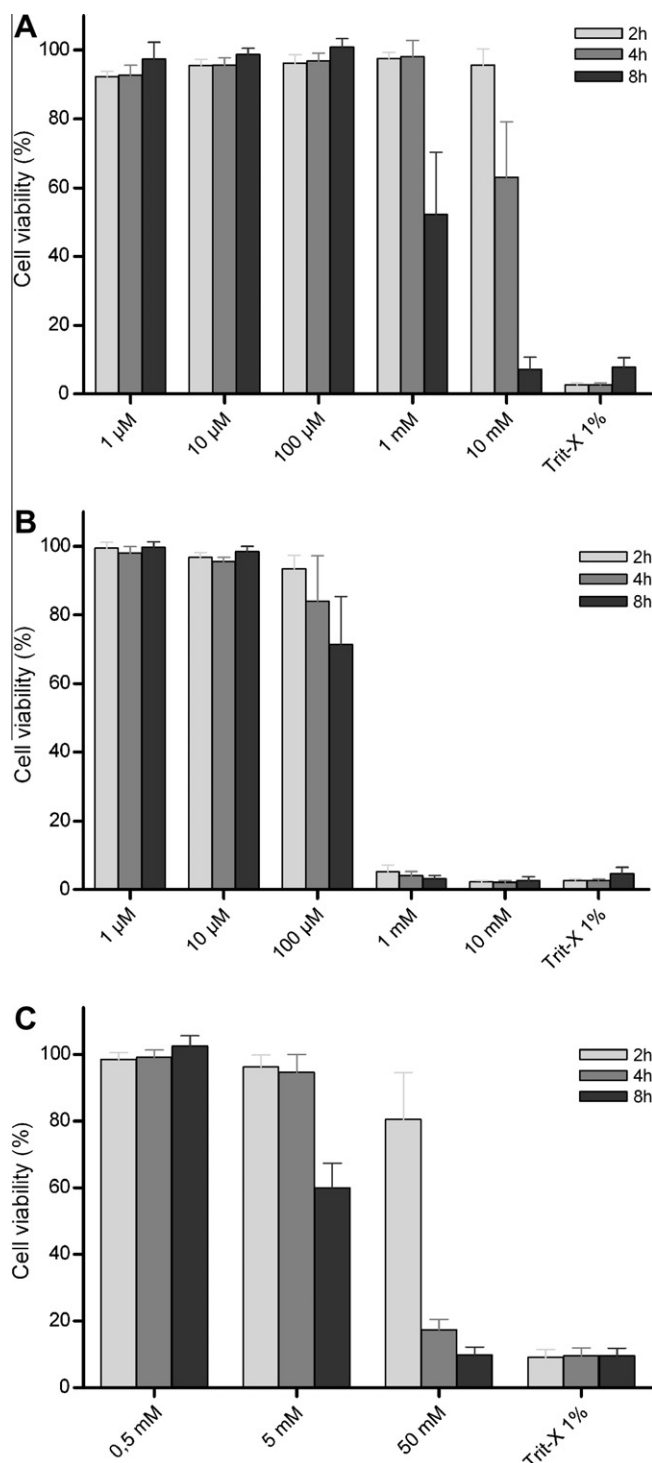 A
Cell viability (%)
100
80
60
40
20
0
2h
4h
8h
1 µM
10 µM
100 µM
1 mM
10 mM
Trit-X 1%
B
Cell viability (%)
100
80
60
40
20
0
2h
4h
8h
1 µM
10 µM
100 µM
1 mM
10 mM
Trit-X 1%
C
Cell viability (%)
100
80
60
40
20
0
2h
4h
8h
0,5 mM
5 mM
50 mM
Trit-X 1%